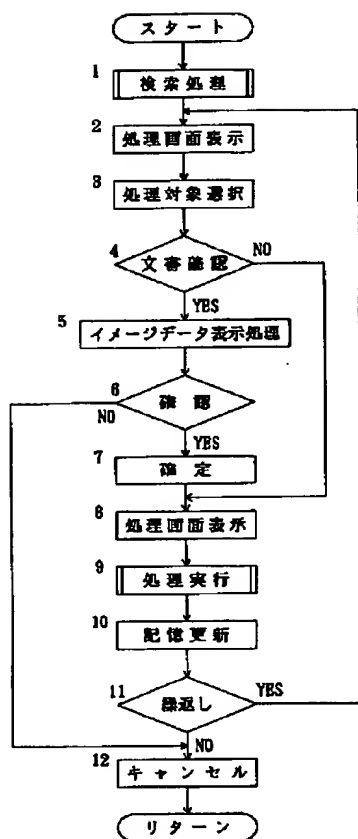 スタート
1
検索処理
2
処理画面表示
3
処理対象選択
4
文書確認
NO
YES
5
イメージデータ表示処理
6
NO
確認
YES
7
確定
8
処理画面表示
9
処理実行
10
記憶更新
11
繰返し
YES
NO
12
キャンセル
リターン